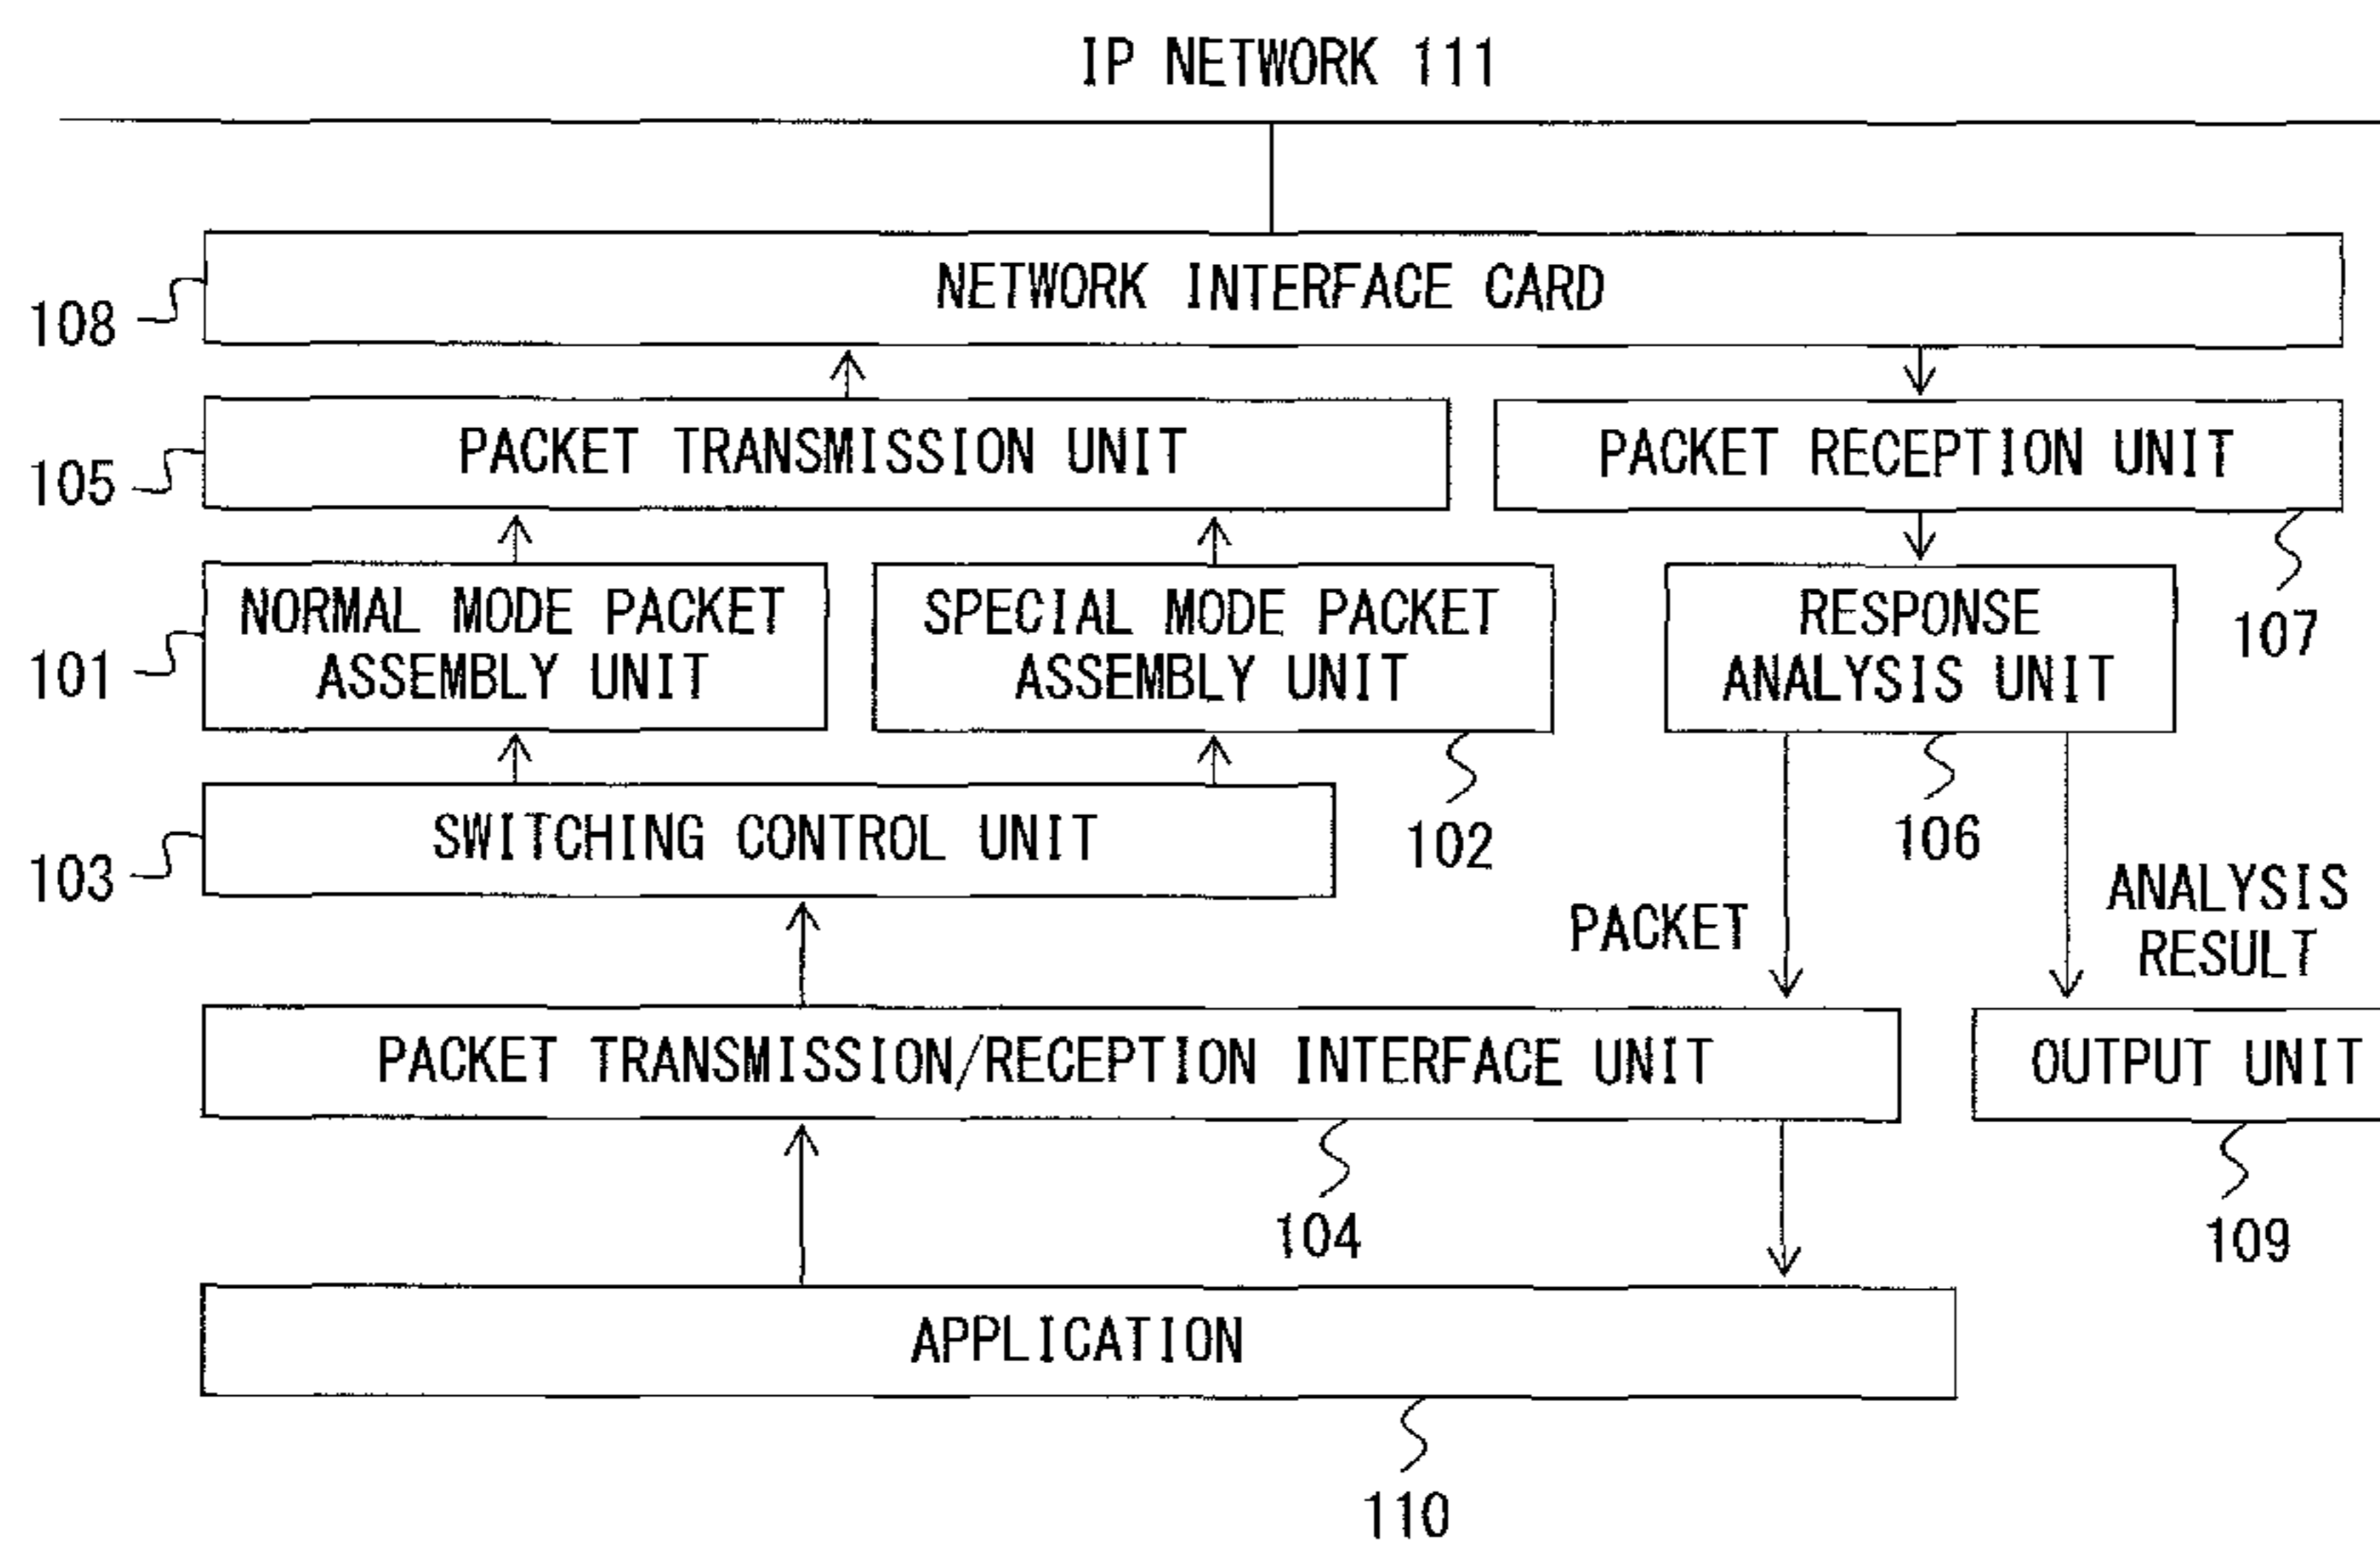 IP NETWORK 111
NETWORK INTERFACE CARD
108
PACKET TRANSMISSION UNIT
105
PACKET RECEPTION UNIT
107
NORMAL MODE PACKET
ASSEMBLY UNIT
101
SPECIAL MODE PACKET
ASSEMBLY UNIT
102
RESPONSE
ANALYSIS UNIT
106
SWITCHING CONTROL UNIT
103
PACKET
ANALYSIS
RESULT
PACKET TRANSMISSION/RECEPTION INTERFACE UNIT
104
OUTPUT UNIT
109
APPLICATION
110